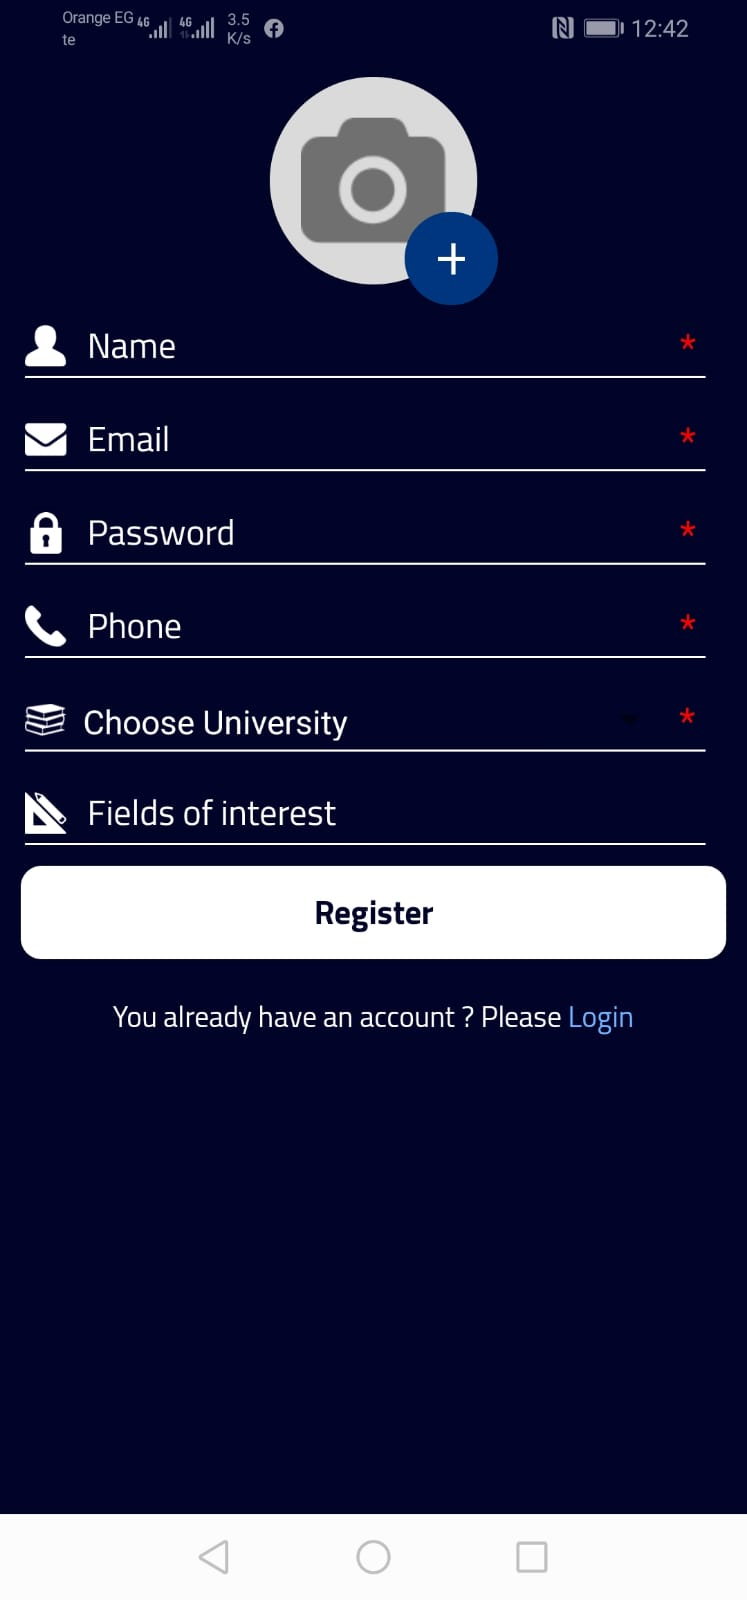 Orange EG 4G 4G 3.5 12:42
te K/s
Name *
Email *
Password *
Phone *
Choose University *
Fields of interest
Register
You already have an account ? Please Login